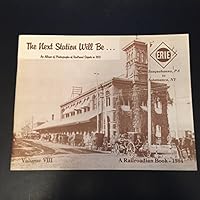 The Next Station Will Be . . .
An Album of Photographs of Railroad Depots in 1910
ERIE
Susquehanna, PA
to
Salamanca, NY
Volume VIII
A Railroadian Book - 1984